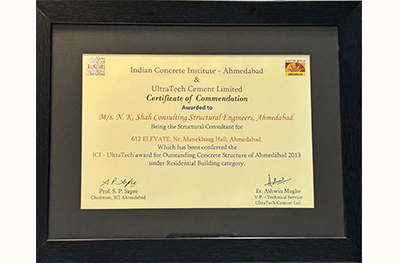 Indian Concrete Institute - Ahmedabad
&
UltraTech Cement Limited
Certificate of Commendation
Awarded to
M/s. N. K. Shah Consulting Structural Engineers, Ahmedabad
Being the Structural Consultant for
612 ELEVATE, Nr. Manekbaug Hall, Ahmedabad.
Which has been conferred the
ICI - UltraTech award for Outstanding Concrete Structure of Ahmedabad 2013
under Residential Building category.
Prof. S. P. Sapre
Chairman, ICI Ahmedabad
Er. Ashwin Moghe
V P - Technical Service
UltraTech Cement Ltd.